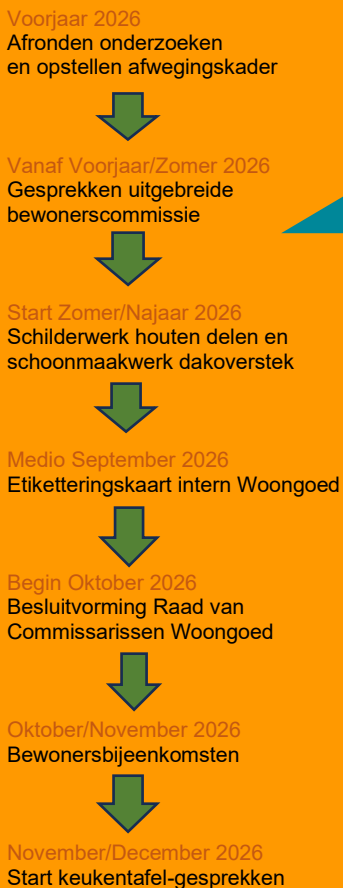 Voorjaar 2026
Afronden onderzoeken
en opstellen afwegingskader
Vanaf Voorjaar/Zomer 2026
Gesprekken uitgebreide
bewonerscommissie
Start Zomer/Najaar 2026
Schilderwerk houten delen en
schoonmaakwerk dakoverstek
Medio September 2026
Etiketteringskaart intern Woongoed
Begin Oktober 2026
Besluitvorming Raad van
Commissarissen Woongoed
Oktober/November 2026
Bewonersbijeenkomsten
November/December 2026
Start keukentafel-gesprekken